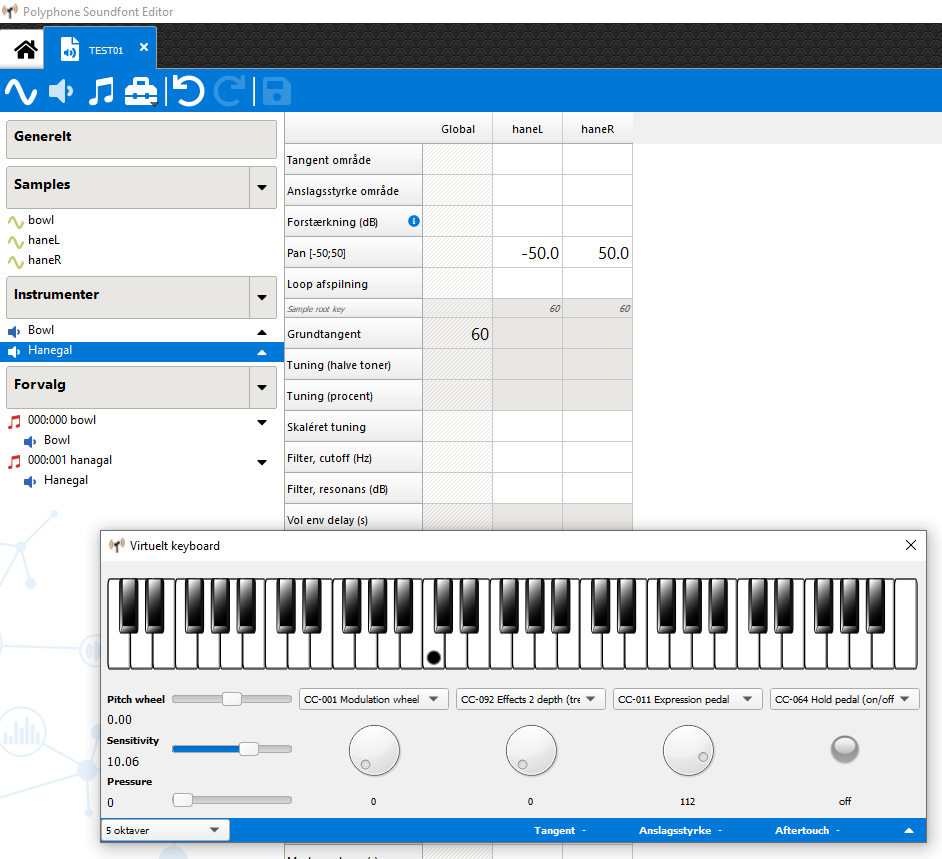 Polyphone Soundfont Editor
TEST01
Generelt
Samples
bowl
haneL
haneR
Instrumenter
Bowl
Hanegal
Forvalg
000:000 bowl
Bowl
000:001 hanagal
Hanegal
Global haneL haneR
Tangent område
Anslagsstyrke område
Forstærkning (dB)
Pan [-50;50] -50.0 50.0
Loop afspilning
Sample root key 60 60
Grundtangent 60
Tuning (halve toner)
Tuning (procent)
Skaléret tuning
Filter, cutoff (Hz)
Filter, resonans (dB)
Vol env delay (s)
Virtuelt keyboard
Pitch wheel
0.00
Sensitivity
10.06
Pressure
0
CC-001 Modulation wheel
CC-092 Effects 2 depth (tre
CC-011 Expression pedal
CC-064 Hold pedal (on/off
0
0
112
off
5 oktaver
Tangent -
Anslagsstyrke -
Aftertouch -